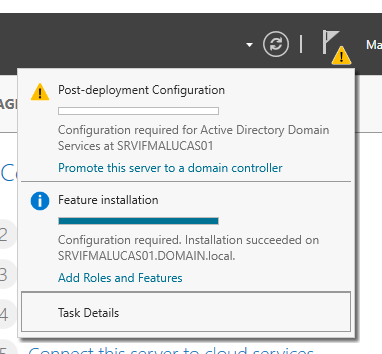 Ma
Post-deployment Configuration
Configuration required for Active Directory Domain
Services at SRVIFMALUCAS01
Promote this server to a domain controller
Feature installation
Configuration required. Installation succeeded on
SRVIFMALUCAS01.DOMAIN.local.
Add Roles and Features
Task Details
2
3
4
5
Connect this server to cloud services